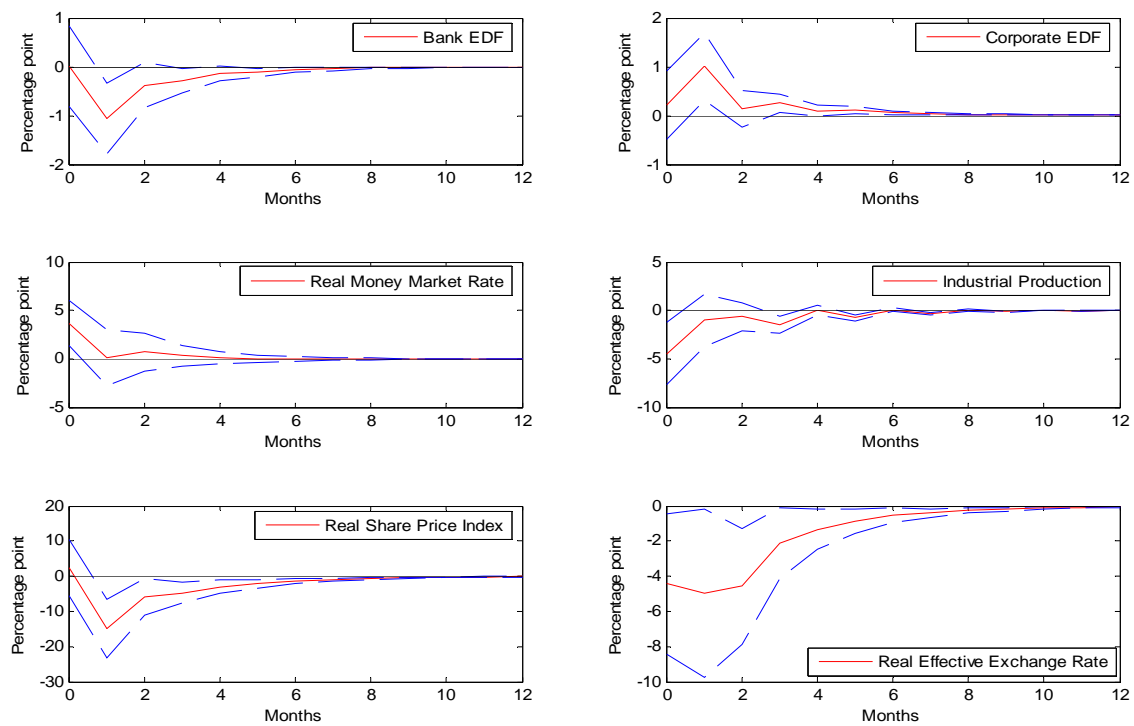 1
0
-1
-2
Percentage point
Bank EDF
0 2 4 6 8 10 12
Months
2
1
0
-1
Percentage point
Corporate EDF
0 2 4 6 8 10 12
Months
10
5
0
-5
Percentage point
Real Money Market Rate
0 2 4 6 8 10 12
Months
5
0
-5
-10
Percentage point
Industrial Production
0 2 4 6 8 10 12
Months
20
10
0
-10
-20
-30
Percentage point
Real Share Price Index
0 2 4 6 8 10 12
Months
0
-2
-4
-6
-8
-10
Percentage point
Real Effective Exchange Rate
0 2 4 6 8 10 12
Months